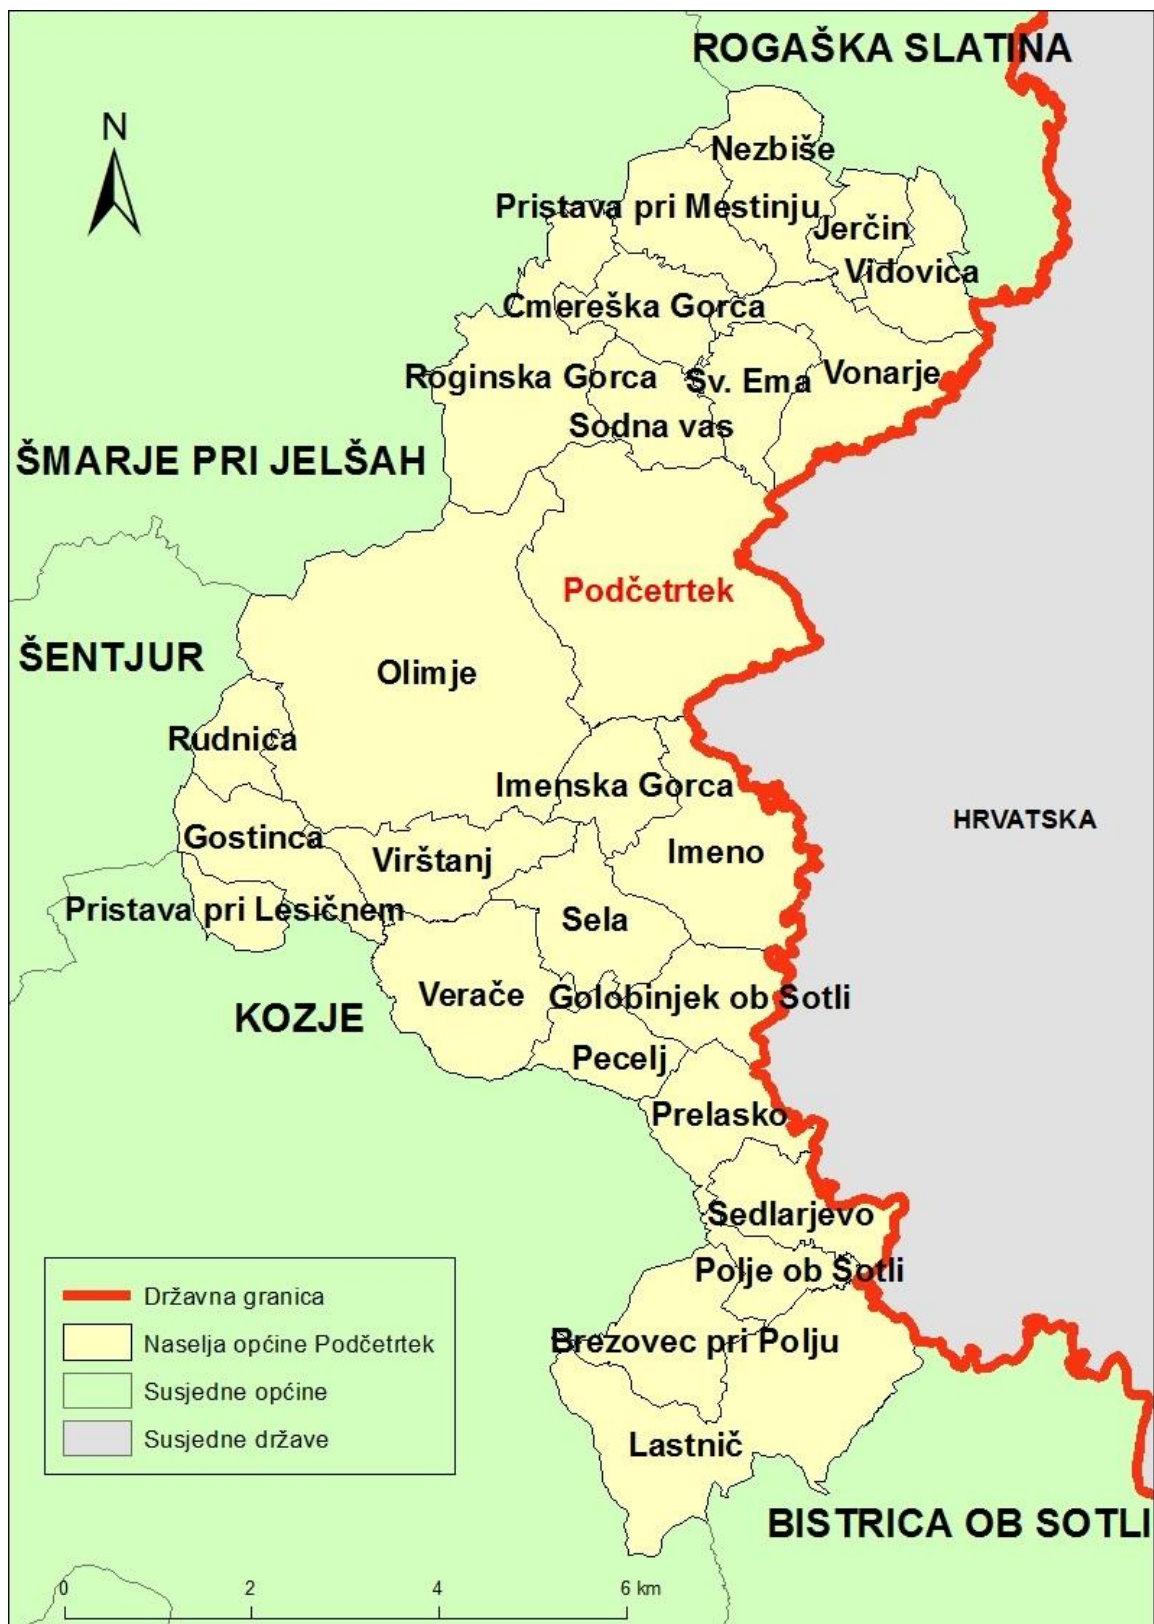 ROGAŠKA SLATINA
N
Nezbiše
Pristava pri Mestinju
Jerčin
Vidovica
Cmereška Gorca
Roginska Gorca
Sv. Ema
Vonarje
Sodna vas
ŠMARJE PRI JELŠAH
Podčetrtek
ŠENTJUR
Olimje
Rudnica
Imenska Gorca
HRVATSKA
Gostinca
Virštanj
Imeno
Pristava pri Lesičnem
Sela
Verače
Golobinjek ob Sotli
KOZJE
Pecelj
Prelasko
Sedlarjevo
Polje ob Sotli
Brezovec pri Polju
Lastnič
BISTRICA OB SOTLI
Državna granica
Naselja općine Podčetrtek
Susjedne općine
Susjedne države
0 2 4 6 km